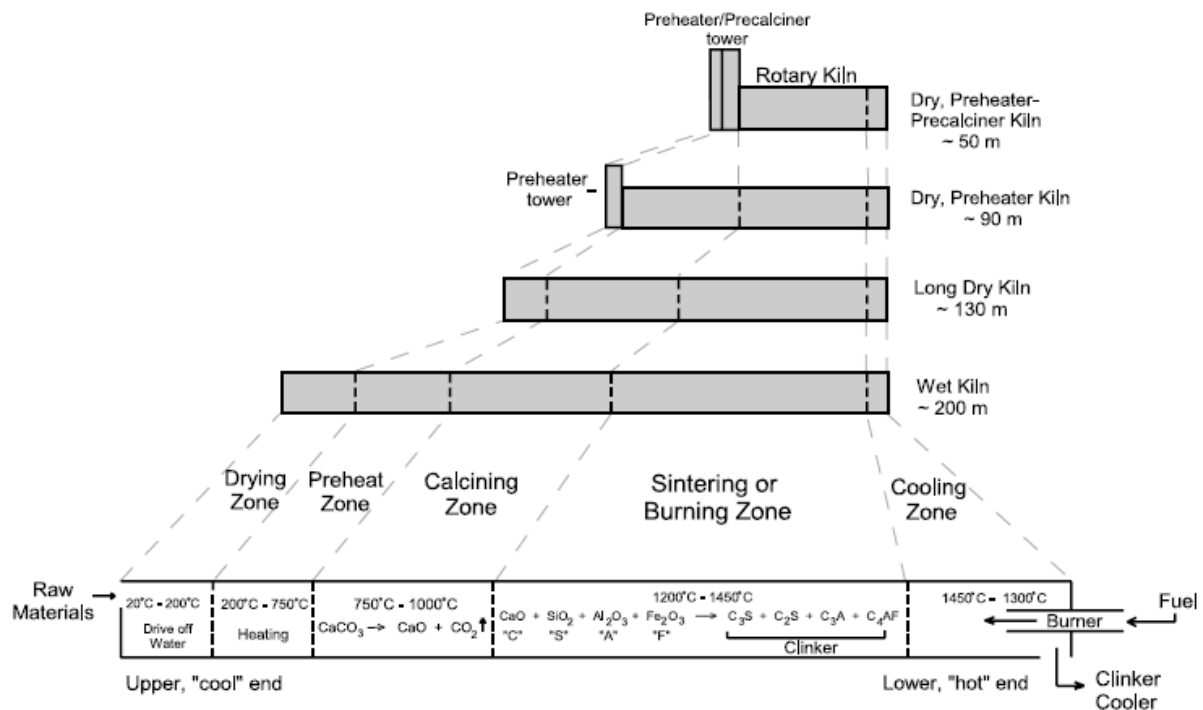 Preheater/Precalciner
tower
Rotary Kiln
Dry, Preheater-
Precalciner Kiln
~ 50 m
Preheater
tower
Dry, Preheater Kiln
~ 90 m
Long Dry Kiln
~ 130 m
Wet Kiln
~ 200 m
Drying
Zone
Preheat
Zone
Calcining
Zone
Sintering or
Burning Zone
Cooling
Zone
Raw
Materials
20°C - 200°C
Drive off
Water
200°C - 750°C
Heating
750°C - 1000°C
CaCO₃ → CaO + CO₂↑
1200°C - 1450°C
CaO + SiO₂ + Al₂O₃ + Fe₂O₃ → C₃S + C₂S + C₃A + C₄AF
"C" "S" "A" "F"
Clinker
1450°C - 1300°C
Burner
Fuel
Upper, "cool" end
Lower, "hot" end
Clinker
Cooler